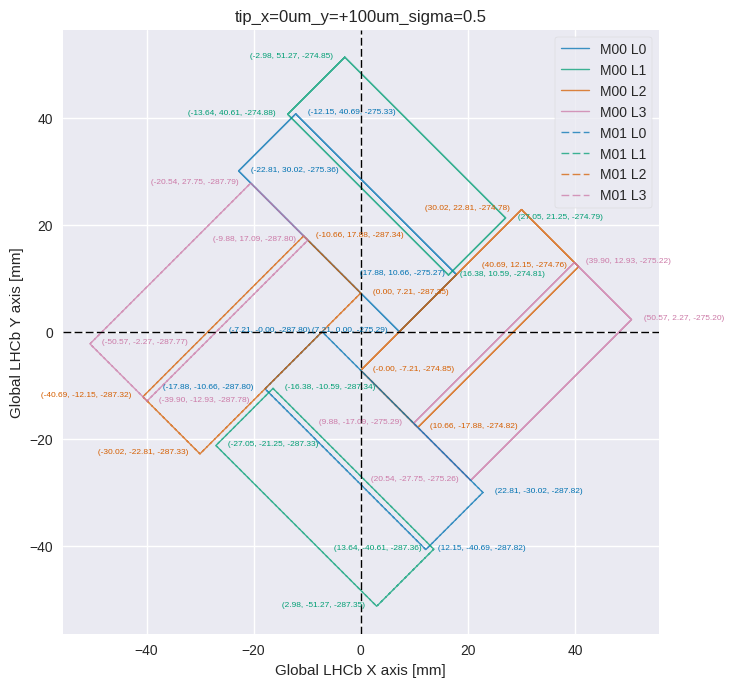 tip_x=0um_y=+100um_sigma=0.5
M00 L0
M00 L1
M00 L2
M00 L3
M01 L0
M01 L1
M01 L2
M01 L3
(-2.98, 51.27, -274.85)
(-13.64, 40.61, -274.88)
(-12.15, 40.69, -275.33)
(-22.81, 30.02, -275.36)
(-20.54, 27.75, -287.79)
(30.02, 22.81, -274.78)
(27.05, 21.25, -274.79)
(-10.66, 17.88, -287.34)
(-9.88, 17.09, -287.80)
(40.69, 12.15, -274.76)
(39.90, 12.93, -275.22)
(17.88, 10.66, -275.27)
(16.38, 10.59, -274.81)
(0.00, 7.21, -287.35)
(50.57, 2.27, -275.20)
(-7.21, -0.00, -287.80)
(7.21, 0.00, -275.29)
(-50.57, -2.27, -287.77)
(-0.00, -7.21, -274.85)
(-17.88, -10.66, -287.80)
(-16.38, -10.59, -287.34)
(-40.69, -12.15, -287.32)
(-39.90, -12.93, -287.78)
(9.88, -17.09, -275.29)
(10.66, -17.88, -274.82)
(-27.05, -21.25, -287.33)
(-30.02, -22.81, -287.33)
(20.54, -27.75, -275.26)
(22.81, -30.02, -287.82)
(13.64, -40.61, -287.36)
(12.15, -40.69, -287.82)
(2.98, -51.27, -287.35)
40
20
0
−20
−40
Global LHCb Y axis [mm]
−40
−20
0
20
40
Global LHCb X axis [mm]